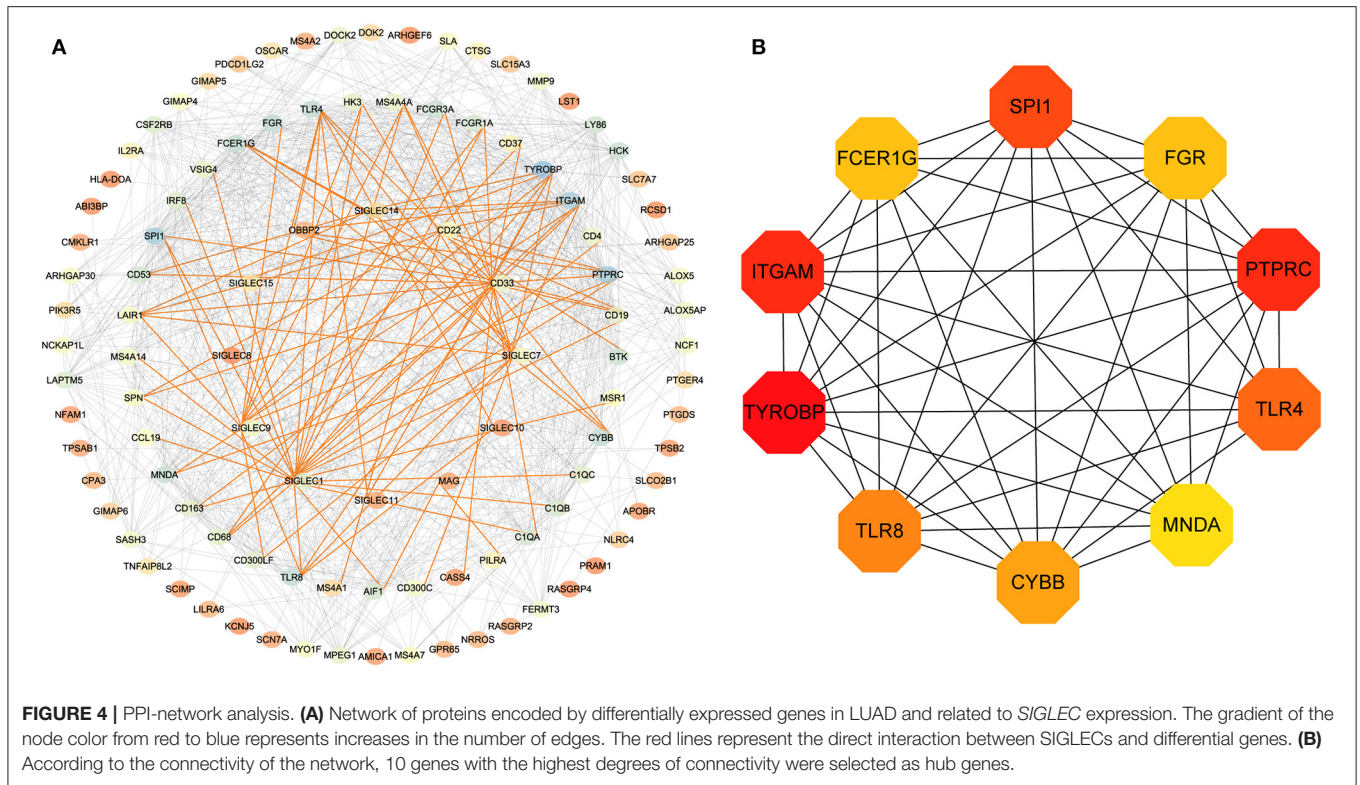 A
B
MS4A2
DOCK2
DOK2
ARHGEF6
SLA
OSCAR
CTSG
PDCD1LG2
SLC15A3
GIMAP5
MMP9
GIMAP4
LST1
CSF2RB
LY86
IL2RA
HCK
HLA-DOA
SLC7A7
ABI3BP
RCSD1
CMKLR1
ARHGAP25
ARHGAP30
ALOX5
PIK3R5
ALOX5AP
NCKAP1L
NCF1
LAPTM5
PTGER4
NFAM1
PTGDS
TPSAB1
TPSB2
CPA3
SLCO2B1
GIMAP6
APOBR
SASH3
NLRC4
TNFAIP8L2
PRAM1
SCIMP
RASGRP4
LILRA6
FERMT3
KCNJ5
RASGRP2
SCN7A
NRROS
MYO1F
GPR65
MPEG1
AMICA1
MS4A7
HK3
MS4A4A
TLR4
FCGR3A
FGR
FCGR1A
FCER1G
CD37
VSIG4
TYROBP
IRF8
ITGAM
SPI1
CD4
CD53
PTPRC
LAIR1
CD19
MS4A14
BTK
SPN
MSR1
CCL19
CYBB
MNDA
C1QC
CD163
C1QB
CD68
C1QA
CD300LF
PILRA
TLR8
MS4A1
AIF1
CD300C
CASS4
SIGLEC14
OBBP2
CD22
SIGLEC15
CD33
SIGLEC8
SIGLEC7
SIGLEC9
SIGLEC10
SIGLEC1
MAG
SIGLEC11
SPI1
FCER1G
FGR
ITGAM
PTPRC
TYROBP
TLR4
TLR8
MNDA
CYBB
FIGURE 4 | PPI-network analysis. (A) Network of proteins encoded by differentially expressed genes in LUAD and related to SIGLEC expression. The gradient of the
node color from red to blue represents increases in the number of edges. The red lines represent the direct interaction between SIGLECs and differential genes. (B)
According to the connectivity of the network, 10 genes with the highest degrees of connectivity were selected as hub genes.